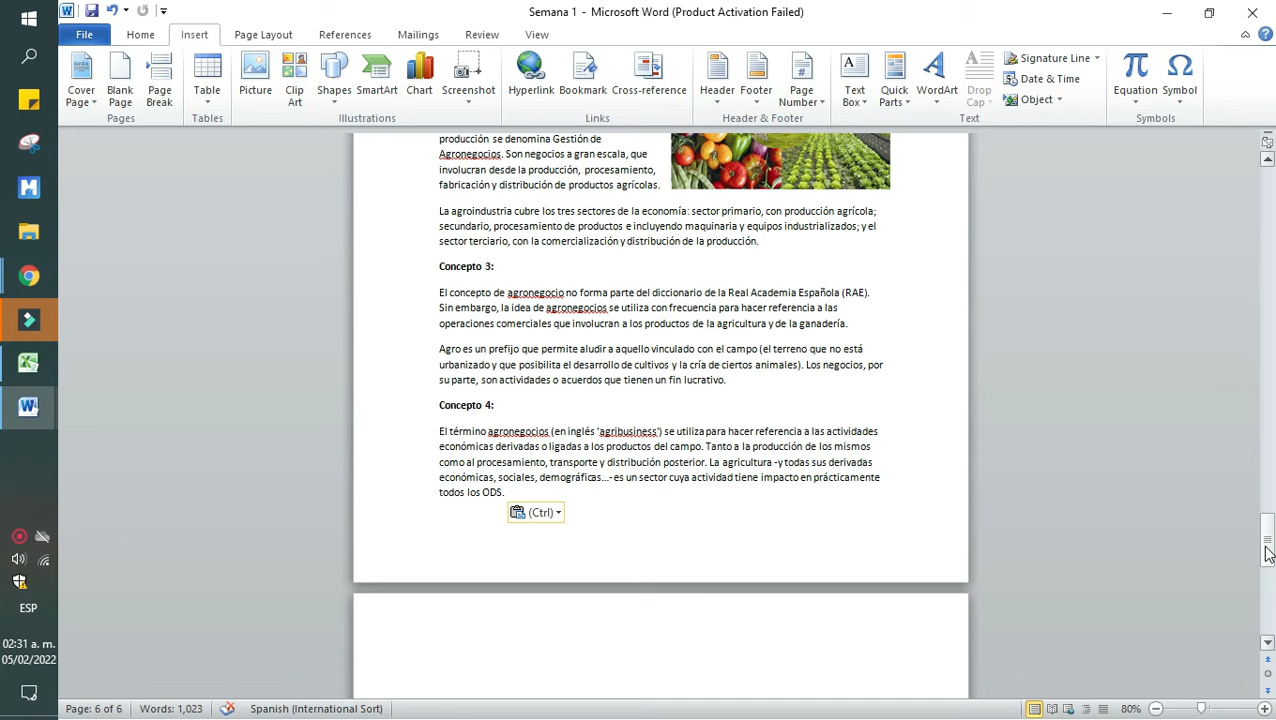 Semana 1 - Microsoft Word (Product Activation Failed)
File Home Insert Page Layout References Mailings Review View
Cover Page Blank Page Page Break Table Picture Clip Art Shapes SmartArt Chart Screenshot Hyperlink Bookmark Cross-reference Header Footer Page Number Text Box Quick Parts WordArt Drop Cap Signature Line Date & Time Object Equation Symbol
Pages Tables Illustrations Links Header & Footer Text Symbols
producción se denomina Gestión de
Agronegocios. Son negocios a gran escala, que
involucran desde la producción, procesamiento,
fabricación y distribución de productos agrícolas.
La agroindustria cubre los tres sectores de la economía: sector primario, con producción agrícola;
secundario, procesamiento de productos e incluyendo maquinaria y equipos industrializados; y el
sector terciario, con la comercialización y distribución de la producción.
Concepto 3:
El concepto de agronegocio no forma parte del diccionario de la Real Academia Española (RAE).
Sin embargo, la idea de agronegocios se utiliza con frecuencia para hacer referencia a las
operaciones comerciales que involucran a los productos de la agricultura y de la ganadería.
Agro es un prefijo que permite aludir a aquello vinculado con el campo (el terreno que no está
urbanizado y que posibilita el desarrollo de cultivos y la cría de ciertos animales). Los negocios, por
su parte, son actividades o acuerdos que tienen un fin lucrativo.
Concepto 4:
El término agronegocios (en inglés 'agribusiness') se utiliza para hacer referencia a las actividades
económicas derivadas o ligadas a los productos del campo. Tanto a la producción de los mismos
como al procesamiento, transporte y distribución posterior. La agricultura -y todas sus derivadas
económicas, sociales, demográficas...- es un sector cuya actividad tiene impacto en prácticamente
todos los ODS.
(Ctrl)
ESP
02:31 a. m.
05/02/2022
Page: 6 of 6 Words: 1,023 Spanish (International Sort) 80%